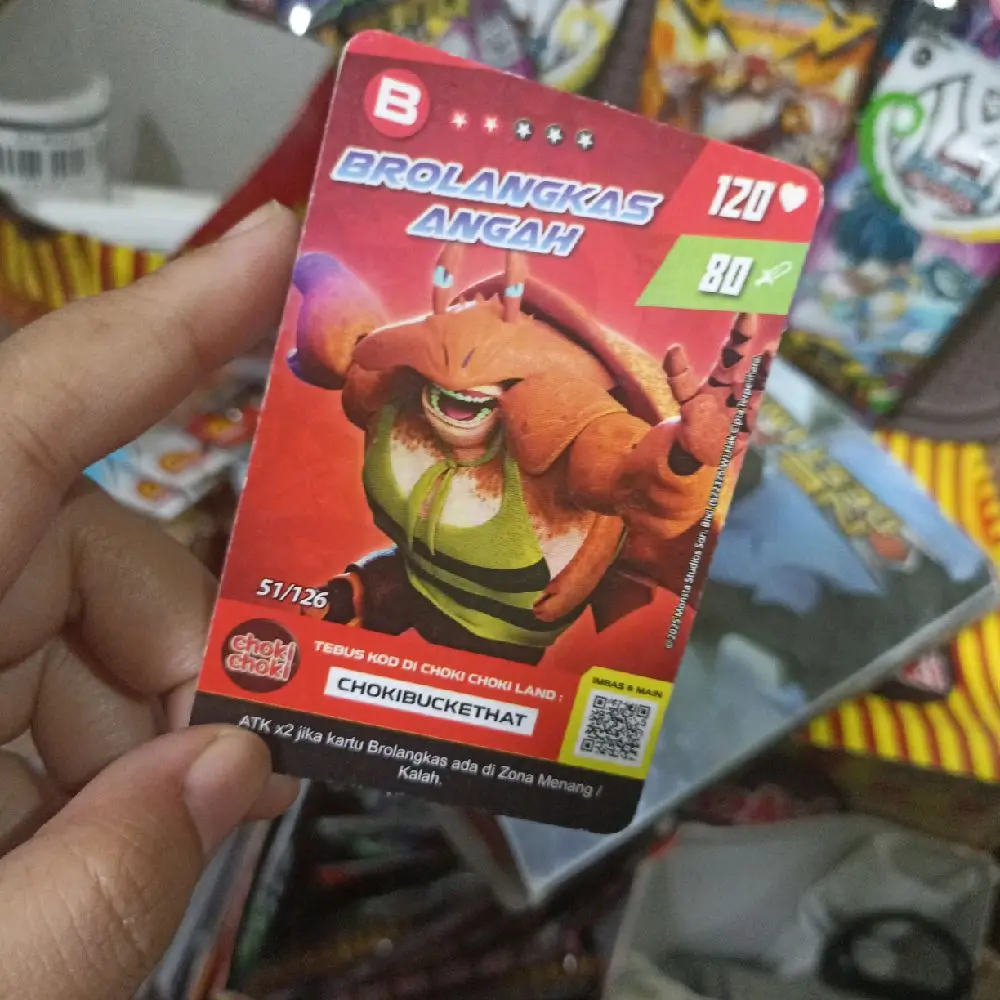 B
BROLANGKAS
ANGAH
120
80
51/126
choki
choki
TEBUS KOD DI CHOKI CHOKI LAND :
CHOKIBUCKETHAT
IMBAS & MAIN
ATK x2 jika kartu Brolangkas ada di Zona Menang /
Kalah.